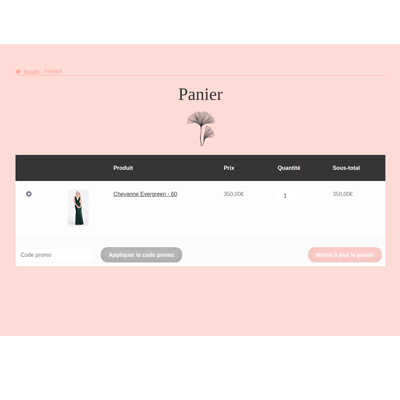 Accueil / PANIER
Panier
Produit Prix Quantité Sous-total
Cheyanne Evergreen - 60 350,00€ 1 350,00€
Code promo Appliquer le code promo Mettre à jour le panier